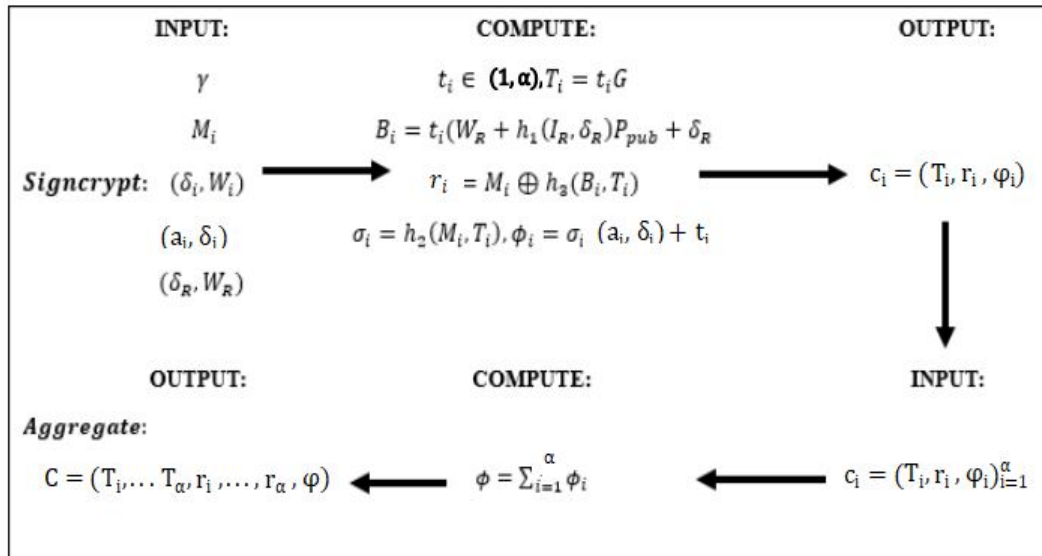 INPUT: COMPUTE: OUTPUT:
γ t_i ∈ (1,α),T_i = t_iG
M_i B_i = t_i(W_R + h_1(I_R, δ_R)P_pub + δ_R
Signcrypt: (δ_i, W_i) r_i = M_i ⊕ h_3(B_i, T_i) c_i = (T_i, r_i , φ_i)
(a_i, δ_i) σ_i = h_2(M_i, T_i), ϕ_i = σ_i (a_i, δ_i) + t_i
(δ_R, W_R)
OUTPUT: COMPUTE: INPUT:
Aggregate:
C = (T_i,… T_α, r_i ,…, r_α , φ) ϕ = ∑_{i=1}^{α} ϕ_i c_i = (T_i, r_i , φ_i)_{i=1}^{α}